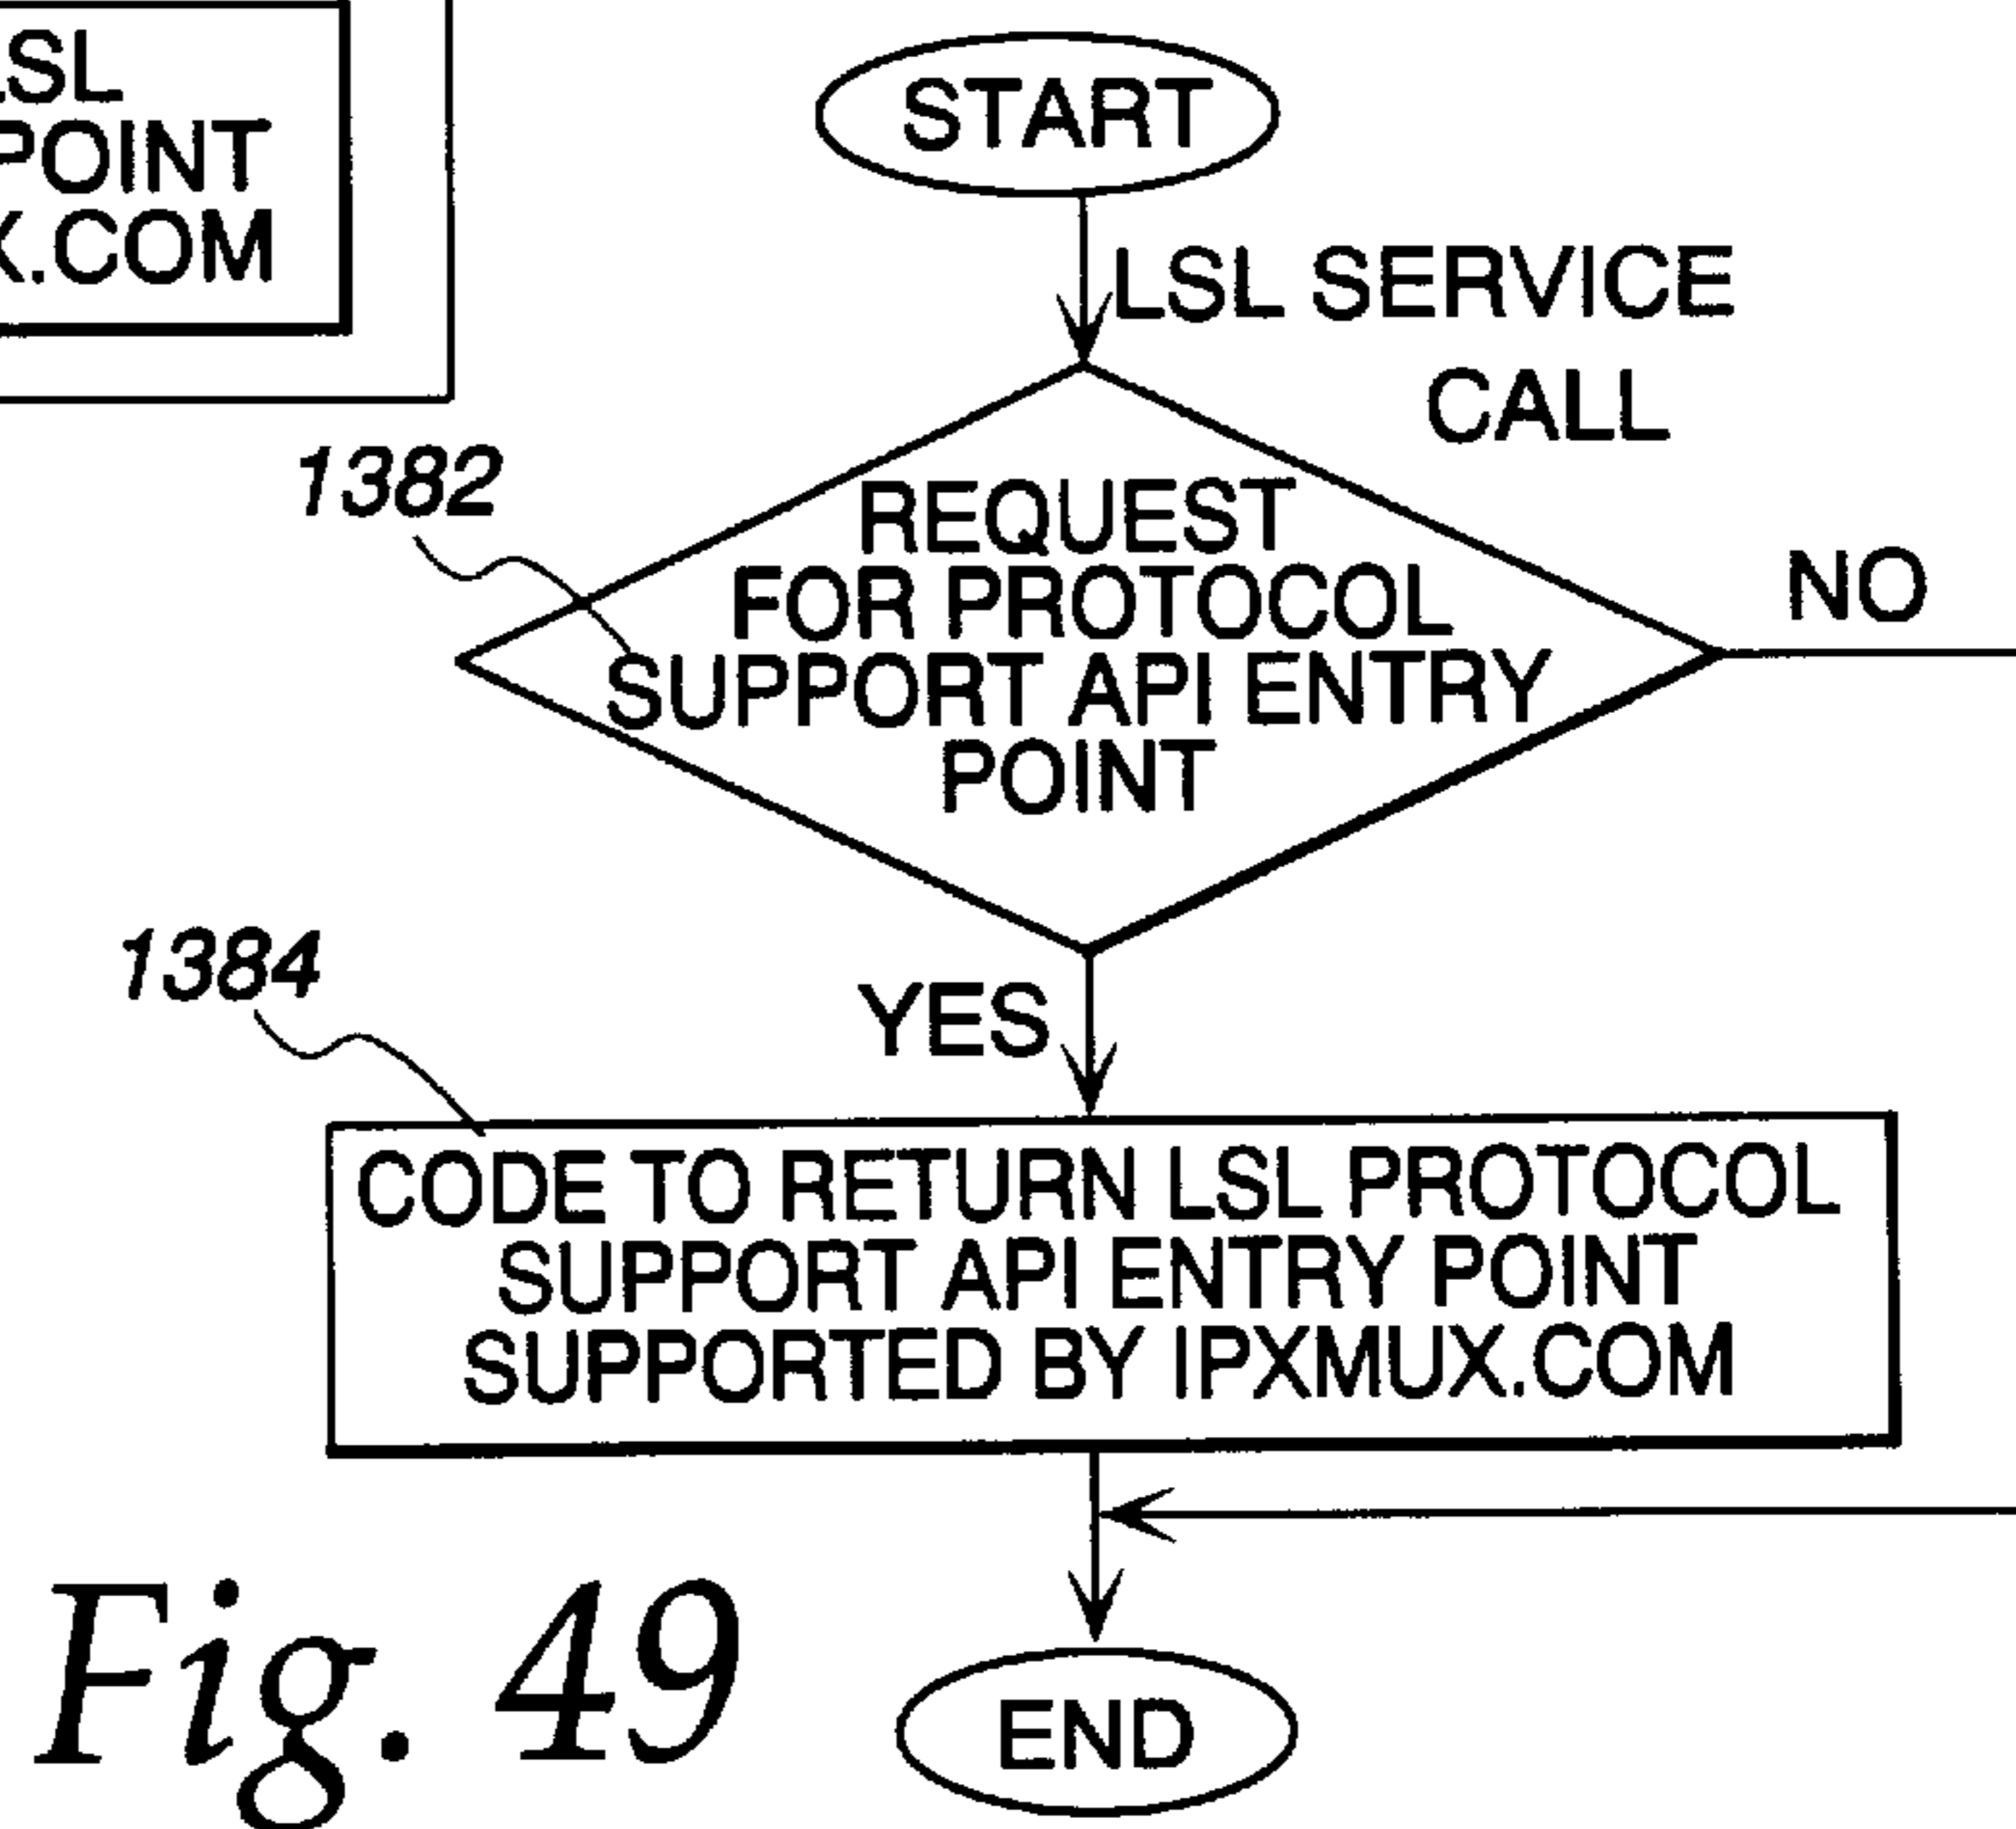 LSL
POINT
X.COM
START
LSL SERVICE
CALL
1382
REQUEST
FOR PROTOCOL
SUPPORT API ENTRY
POINT
NO
1384
YES
CODE TO RETURN LSL PROTOCOL
SUPPORT API ENTRY POINT
SUPPORTED BY IPXMUX.COM
Fig. 49
END